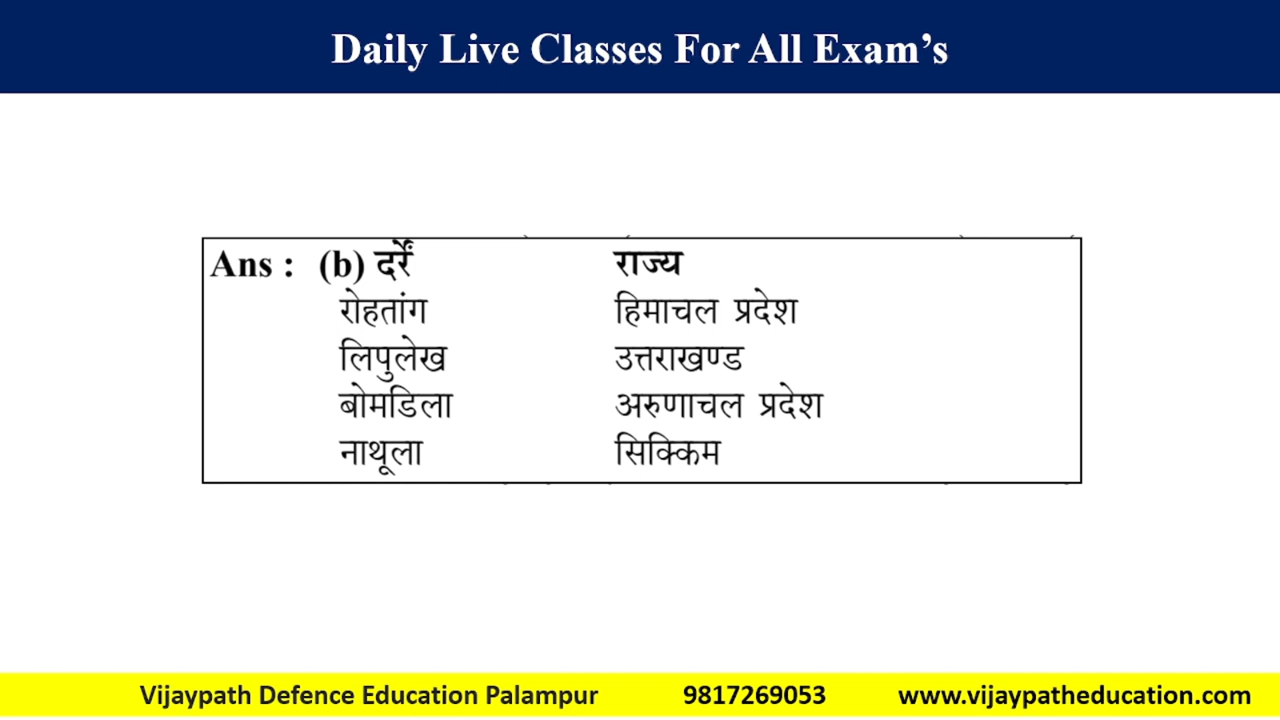 Daily Live Classes For All Exam’s
Ans : (b) दर्रें राज्य
रोहतांग हिमाचल प्रदेश
लिपुलेख उत्तराखण्ड
बोमडिला अरुणाचल प्रदेश
नाथूला सिक्किम
Vijaypath Defence Education Palampur 9817269053 www.vijaypatheducation.com